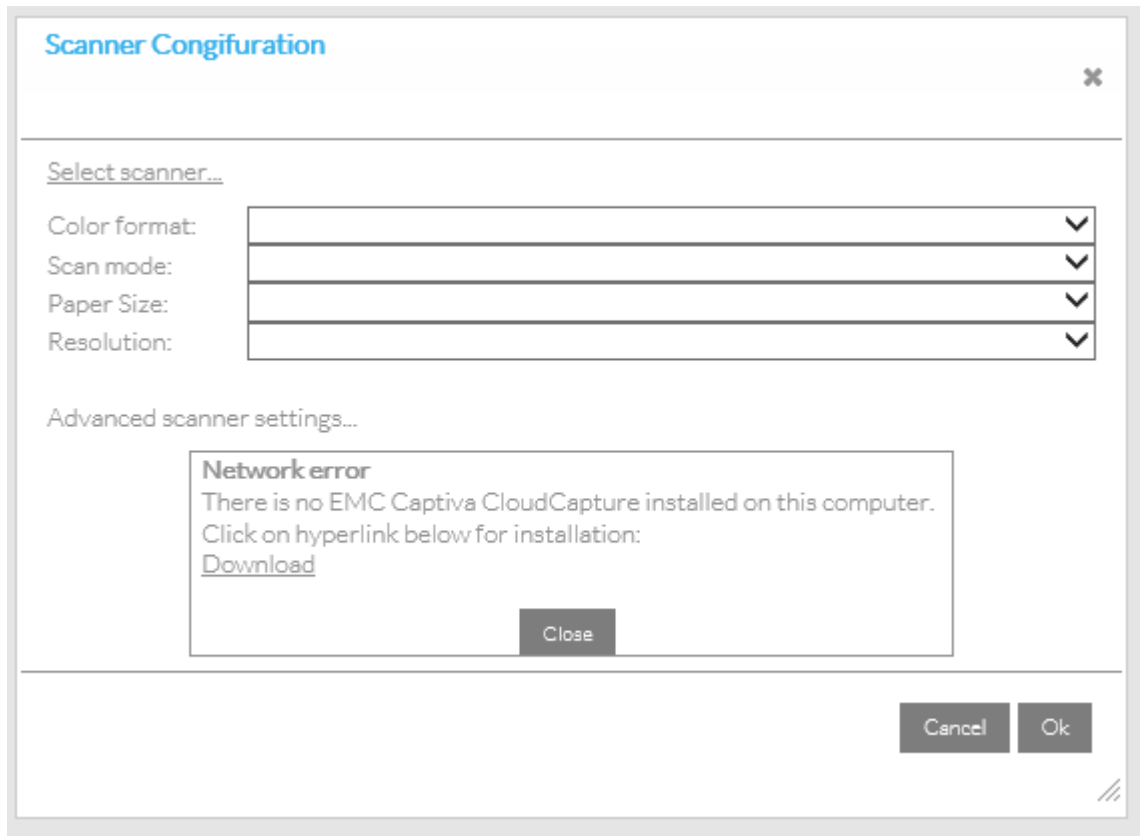 Scanner Congifuration
Select scanner...
Color format:
Scan mode:
Paper Size:
Resolution:
Advanced scanner settings...
Network error
There is no EMC Captiva CloudCapture installed on this computer.
Click on hyperlink below for installation:
Download
Close
Cancel Ok